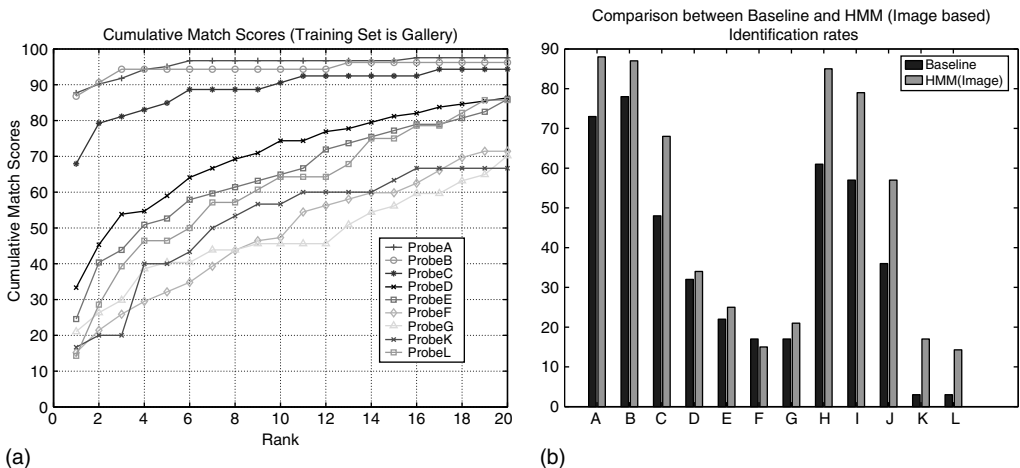 Cumulative Match Scores (Training Set is Gallery)
100
90
80
70
60
50
40
30
20
10
0
Cumulative Match Scores
0
2
4
6
8
10
12
14
16
18
20
Rank
ProbeA
ProbeB
ProbeC
ProbeD
ProbeE
ProbeF
ProbeG
ProbeK
ProbeL
(a)
Comparison between Baseline and HMM (Image based)
Identification rates
90
80
70
60
50
40
30
20
10
0
Baseline
HMM(Image)
A
B
C
D
E
F
G
H
I
J
K
L
(b)